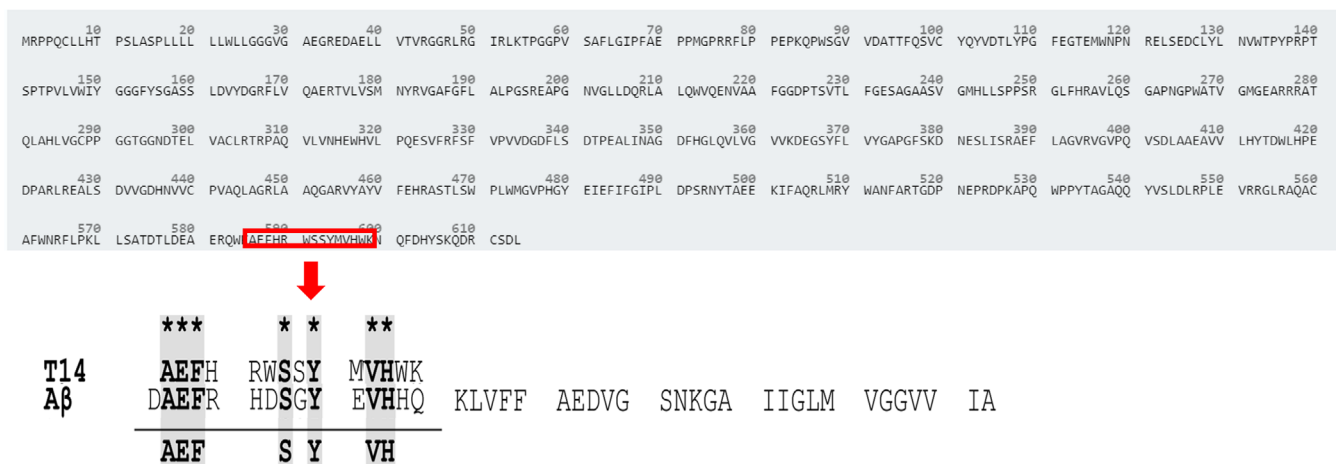 10 20 30 40 50 60 70 80 90 100 110 120 130 140
MRPPQCLLHT PSLASPLLLL LLWLLGGGVG AEGREDAELL VTVRGGRLRG IRLKTPGGPV SAFLGIPFAE PPMGPRRFLP PEPKQPWSGV VDATTFQSVC YQYVDTLYPG FEGTEMWNPN RELSEDCLYL NVWTPYPRPT
150 160 170 180 190 200 210 220 230 240 250 260 270 280
SPTPVLVWIY GGGFYSGASS LDVYDGRFLV QAERTVLVSM NYRVGAFGFL ALPGSREAPG NVGLLDQRLA LQWVQENVAA FGGDPTSVTL FGESAGAASV GMHLLSPPSR GLFHRAVLQS GAPNGPWATV GMGEARRRAT
290 300 310 320 330 340 350 360 370 380 390 400 410 420
QLAHLVGCPP GGTGGNDTEL VACLRTRPAQ VLVNHEWHVL PQESVFRFSF VPVVDGDFLS DTPEALINAG DFHGLQVLVG VVKDEGSYFL VYGAPGFSKD NESLISRAEF LAGVRVGVPQ VSDLAAEAVV LHYTDWLHPE
430 440 450 460 470 480 490 500 510 520 530 540 550 560
DPARLREALS DVVGDHNVVC PVAQLAGRLA AQGARVYAYV FEHRASTLSW PLWMGVPHGY EIEFIFGIPL DPSRNYTAEE KIFAQRLMRY WANFARTGDP NEPRDPKAPQ WPPYTAGAQQ YVSLDLRPLE VRRGLRAQAC
570 580 590 600 610
AFWNRFLPKL LSATDTLDEA ERQWKAEFHR WSSYMVHWKN QFDHYSKQDR CSDL
*** * * **
T14 AEFH RWSSY MVHWK
Aβ DAEFR HDSGY EVHHQ KLVFF AEDVG SNKGA IIGLM VGGVV IA
AEF S Y VH